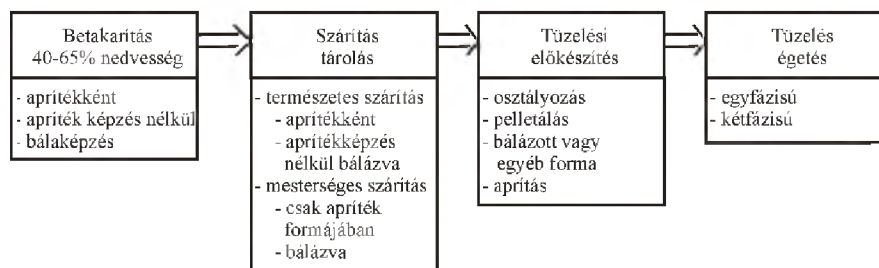 Betakarítás
40-65% nedvesség
- aprítékként
- apríték képzés nélkül
- bálaképzés
Szárítás
tárolás
- természetes szárítás
- aprítékként
- aprítékképzés
nélkül bálázva
- mesterséges szárítás
- csak apríték
formájában
- bálázva
Tüzelési
előkészítés
- osztályozás
- pelletálás
- bálázott vagy
egyéb forma
- aprítás
Tüzelés
égetés
- egyfázisú
- kétfázisú